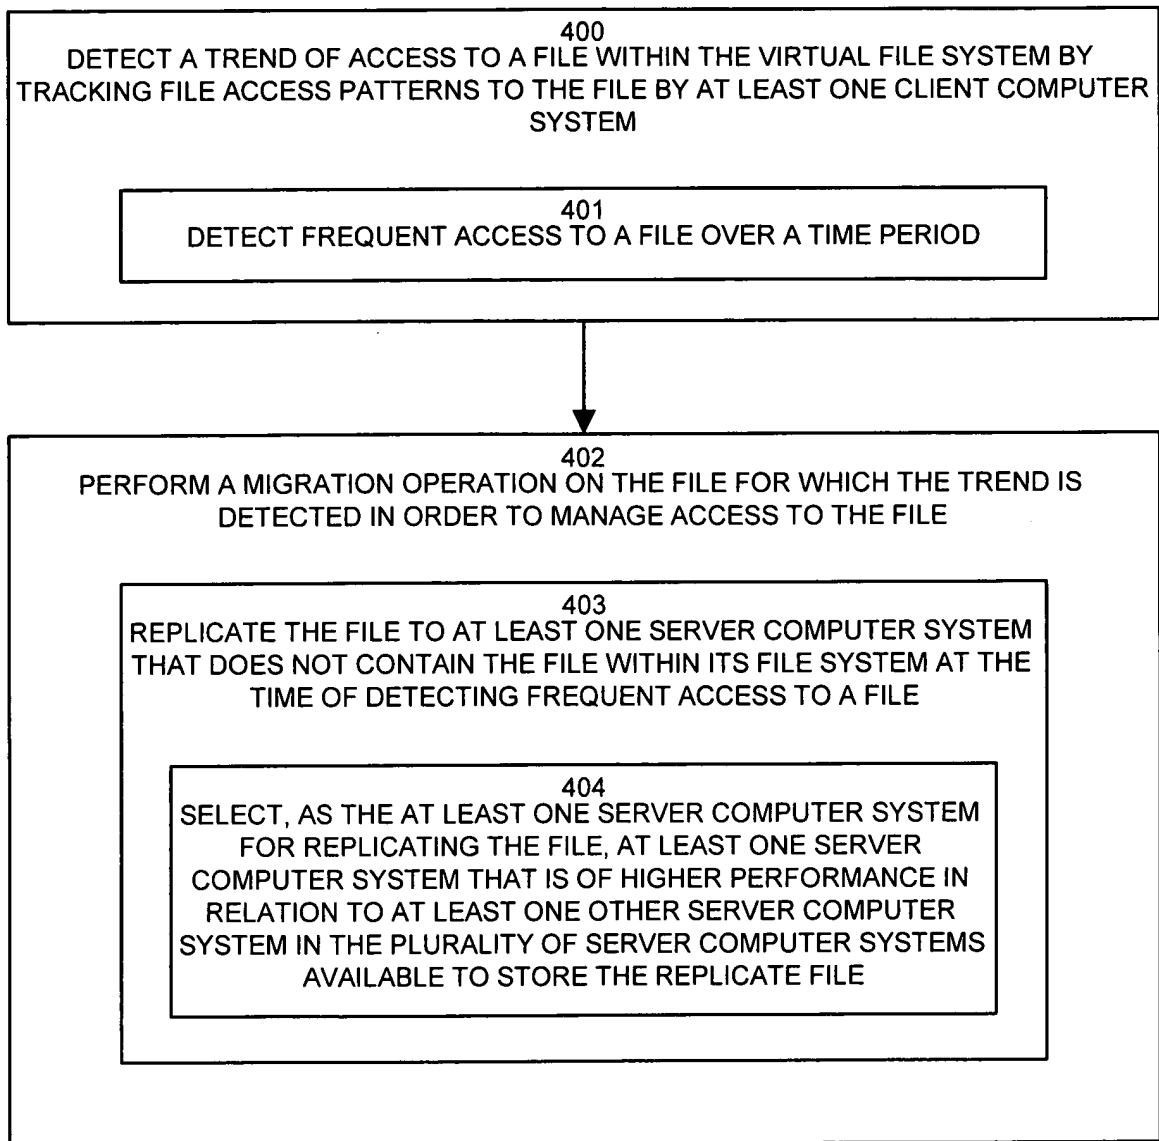 400
DETECT A TREND OF ACCESS TO A FILE WITHIN THE VIRTUAL FILE SYSTEM BY
TRACKING FILE ACCESS PATTERNS TO THE FILE BY AT LEAST ONE CLIENT COMPUTER
SYSTEM
401
DETECT FREQUENT ACCESS TO A FILE OVER A TIME PERIOD
402
PERFORM A MIGRATION OPERATION ON THE FILE FOR WHICH THE TREND IS
DETECTED IN ORDER TO MANAGE ACCESS TO THE FILE
403
REPLICATE THE FILE TO AT LEAST ONE SERVER COMPUTER SYSTEM
THAT DOES NOT CONTAIN THE FILE WITHIN ITS FILE SYSTEM AT THE
TIME OF DETECTING FREQUENT ACCESS TO A FILE
404
SELECT, AS THE AT LEAST ONE SERVER COMPUTER SYSTEM
FOR REPLICATING THE FILE, AT LEAST ONE SERVER
COMPUTER SYSTEM THAT IS OF HIGHER PERFORMANCE IN
RELATION TO AT LEAST ONE OTHER SERVER COMPUTER
SYSTEM IN THE PLURALITY OF SERVER COMPUTER SYSTEMS
AVAILABLE TO STORE THE REPLICATE FILE